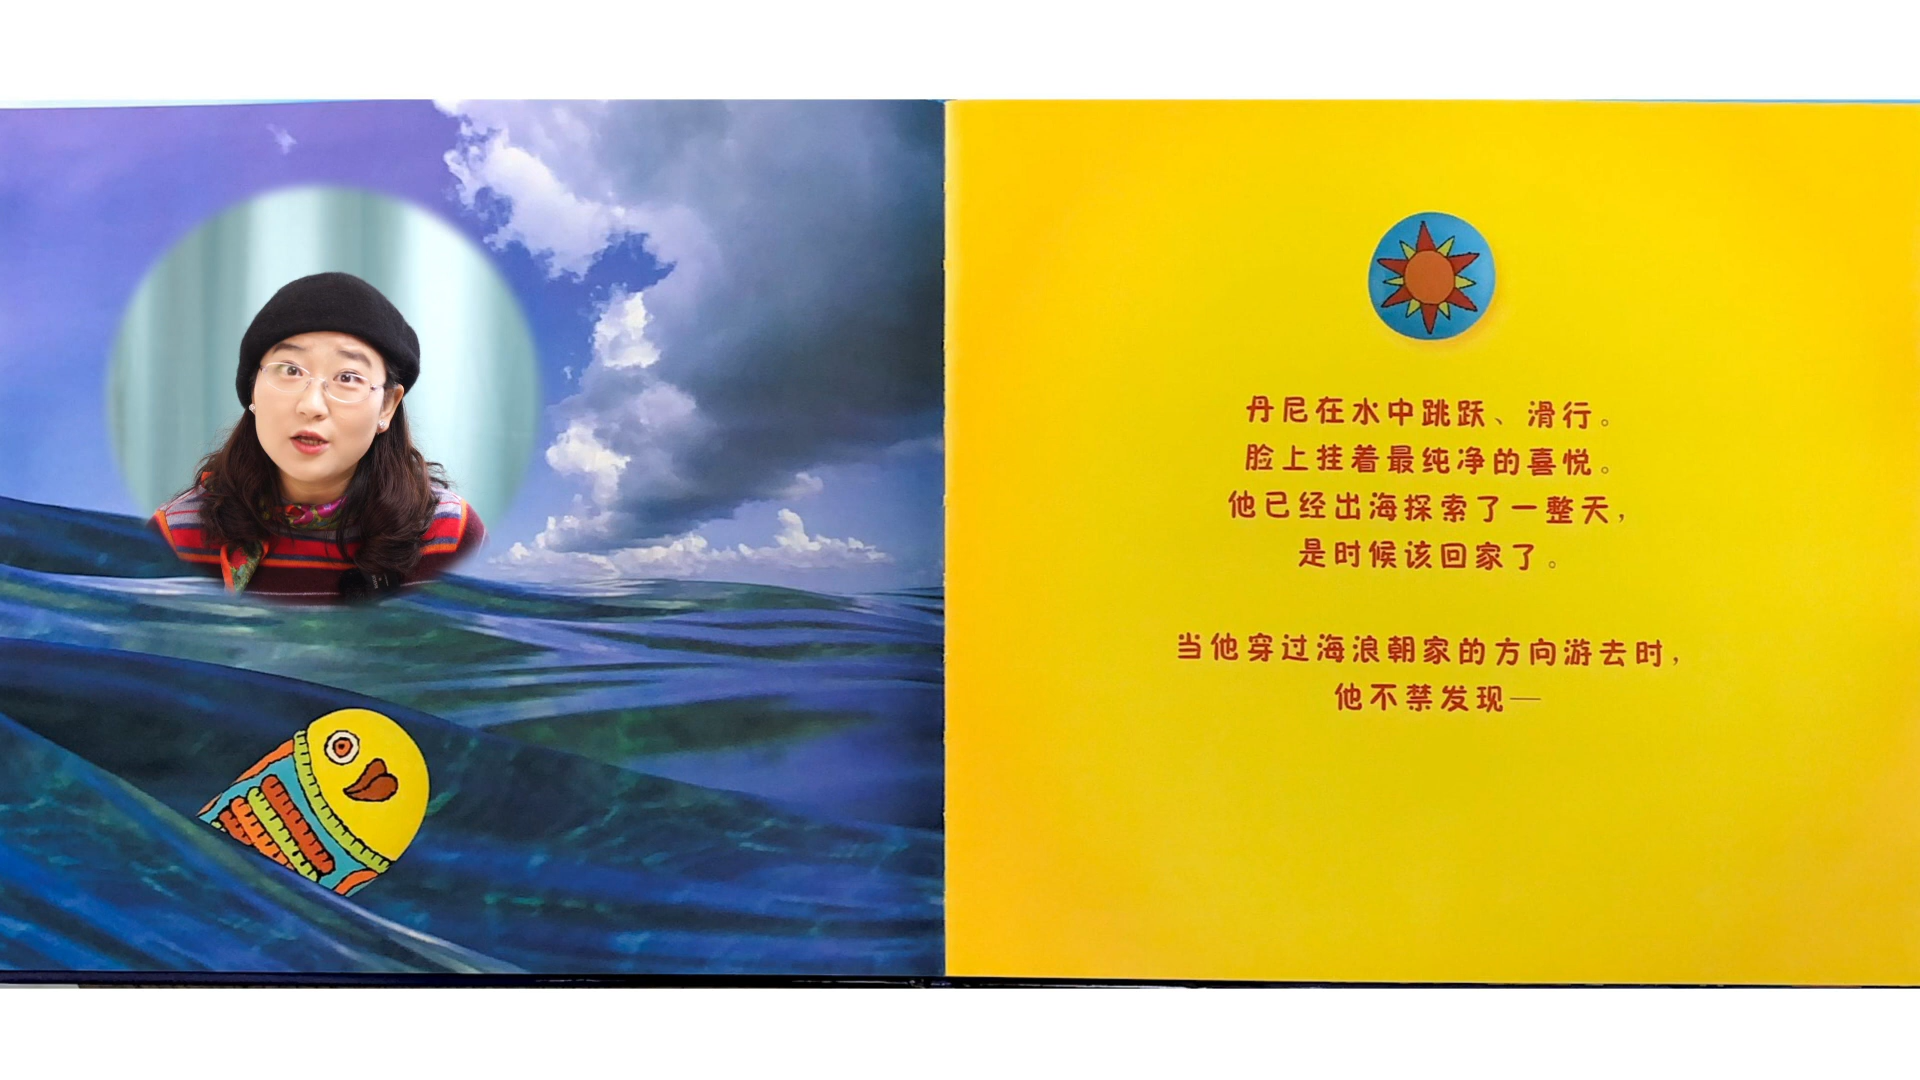 丹尼在水中跳跃、滑行。
脸上挂着最纯净的喜悦。
他已经出海探索了一整天，
是时候该回家了。
当他穿过海浪朝家的方向游去时，
他不禁发现—